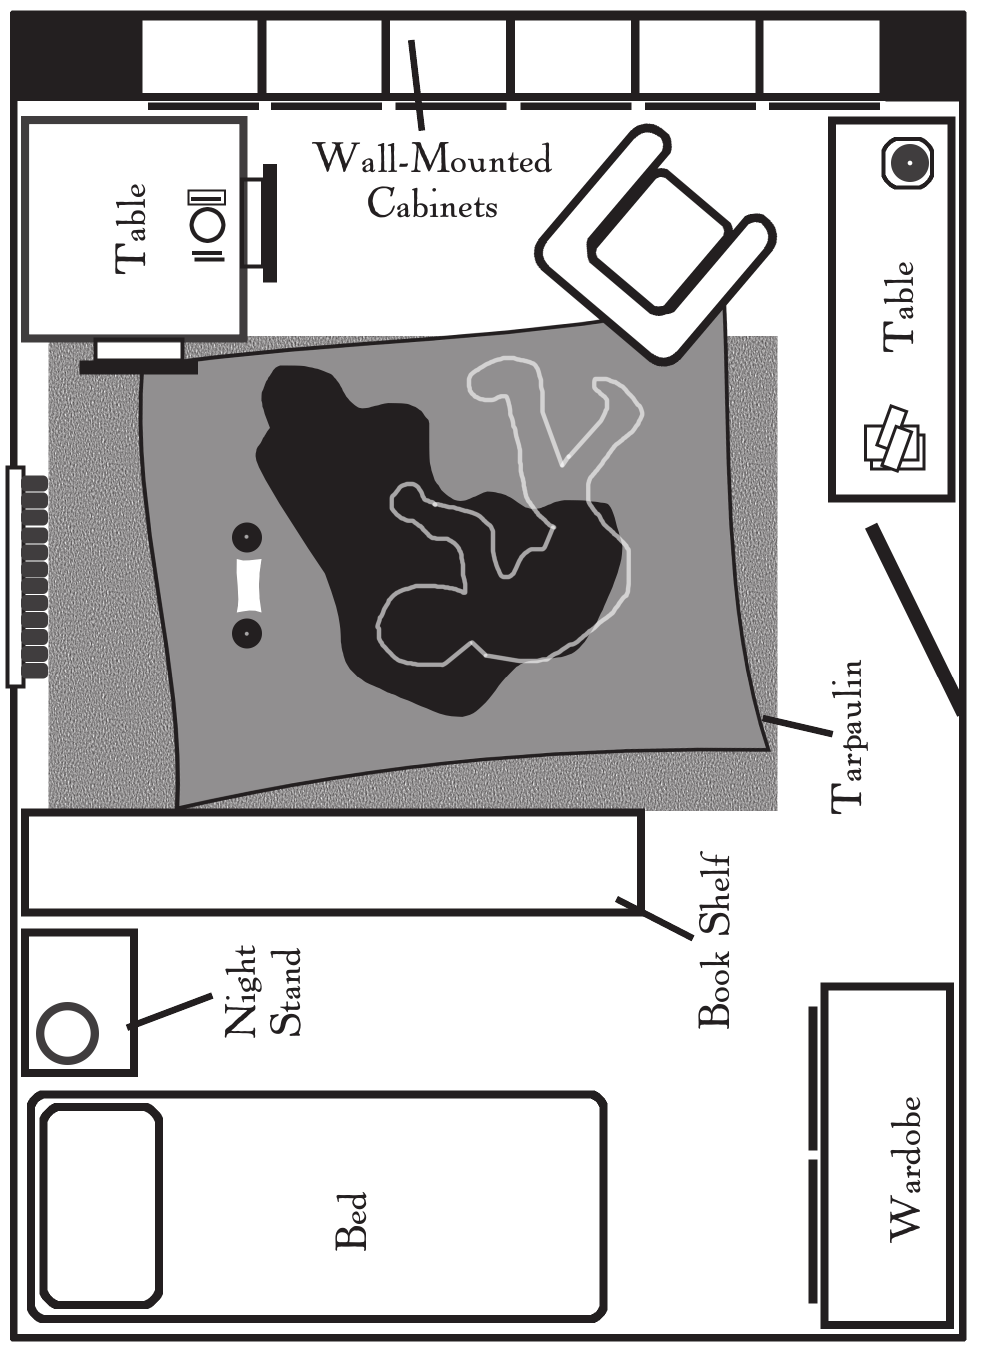 Wall-Mounted
Cabinets
Table
Table
Tarpaulin
Book Shelf
Night
Stand
Bed
Wardobe